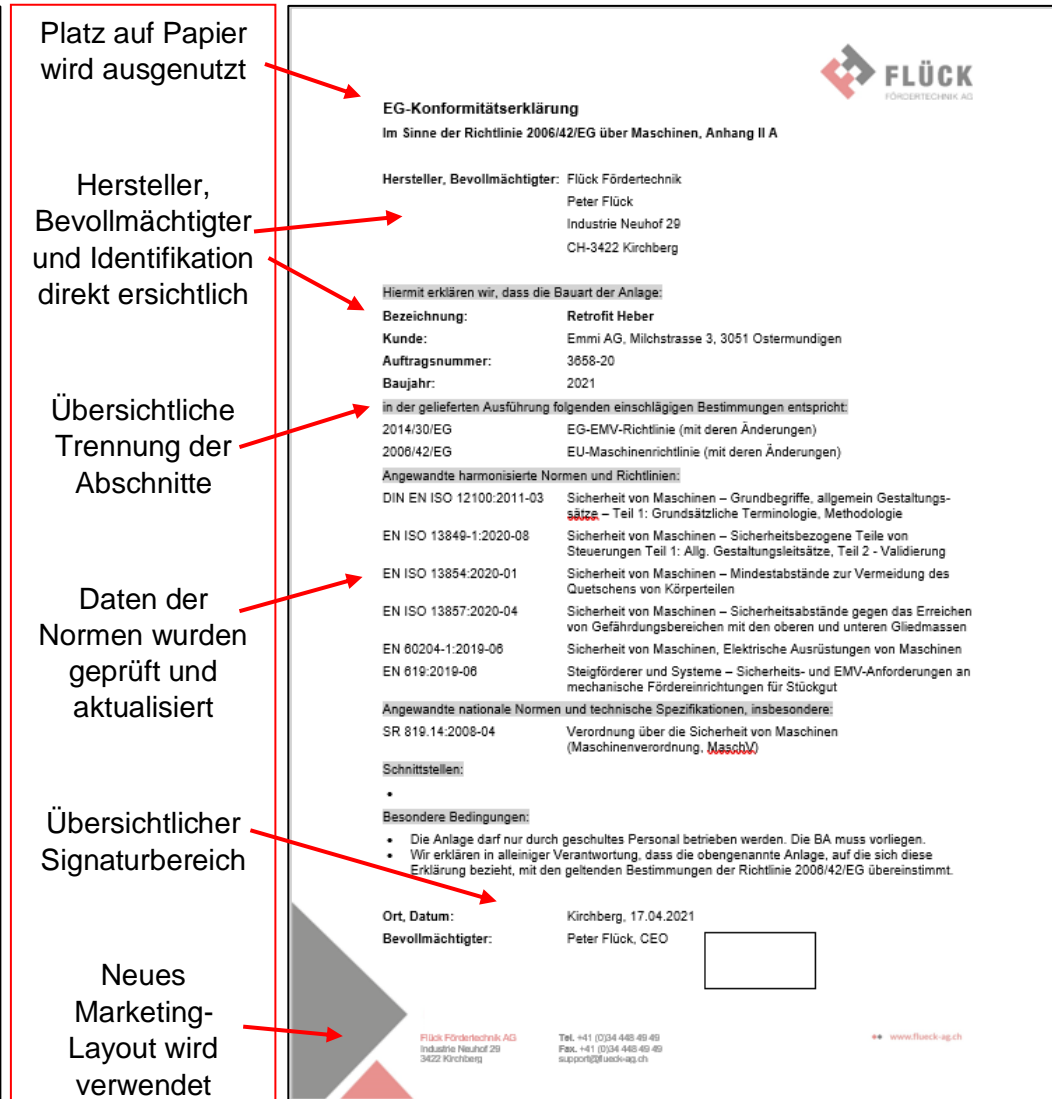 Platz auf Papier
wird ausgenutzt
Hersteller,
Bevollmächtigter
und Identifikation
direkt ersichtlich
Übersichtliche
Trennung der
Abschnitte
Daten der
Normen wurden
geprüft und
aktualisiert
Übersichtlicher
Signaturbereich
Neues
Marketing-
Layout wird
verwendet
FLÜCK
FÖRDERTECHNIK AG
EG-Konformitätserklärung
Im Sinne der Richtlinie 2006/42/EG über Maschinen, Anhang II A
Hersteller, Bevollmächtigter: Flück Fördertechnik
Peter Flück
Industrie Neuhof 29
CH-3422 Kirchberg
Hiermit erklären wir, dass die Bauart der Anlage:
Bezeichnung: Retrofit Heber
Kunde: Emmi AG, Milchstrasse 3, 3051 Ostermundigen
Auftragsnummer: 3658-20
Baujahr: 2021
in der gelieferten Ausführung folgenden einschlägigen Bestimmungen entspricht:
2014/30/EG EG-EMV-Richtlinie (mit deren Änderungen)
2006/42/EG EU-Maschinenrichtlinie (mit deren Änderungen)
Angewandte harmonisierte Normen und Richtlinien:
DIN EN ISO 12100:2011-03 Sicherheit von Maschinen – Grundbegriffe, allgemein Gestaltungs-
sätze – Teil 1: Grundsätzliche Terminologie, Methodologie
EN ISO 13849-1:2020-08 Sicherheit von Maschinen – Sicherheitsbezogene Teile von
Steuerungen Teil 1: Allg. Gestaltungsleitsätze, Teil 2 - Validierung
EN ISO 13854:2020-01 Sicherheit von Maschinen – Mindestabstände zur Vermeidung des
Quetschens von Körperteilen
EN ISO 13857:2020-04 Sicherheit von Maschinen – Sicherheitsabstände gegen das Erreichen
von Gefährdungsbereichen mit den oberen und unteren Gliedmassen
EN 60204-1:2019-06 Sicherheit von Maschinen, Elektrische Ausrüstungen von Maschinen
EN 619:2019-06 Steigförderer und Systeme – Sicherheits- und EMV-Anforderungen an
mechanische Fördereinrichtungen für Stückgut
Angewandte nationale Normen und technische Spezifikationen, insbesondere:
SR 819.14:2008-04 Verordnung über die Sicherheit von Maschinen
(Maschinenverordnung, MaschV)
Schnittstellen:
•
Besondere Bedingungen:
• Die Anlage darf nur durch geschultes Personal betrieben werden. Die BA muss vorliegen.
• Wir erklären in alleiniger Verantwortung, dass die obengenannte Anlage, auf die sich diese
Erklärung bezieht, mit den geltenden Bestimmungen der Richtlinie 2006/42/EG übereinstimmt.
Ort, Datum: Kirchberg, 17.04.2021
Bevollmächtigter: Peter Flück, CEO
Flück Fördertechnik AG
Industrie Neuhof 29
3422 Kirchberg
Tel. +41 (0)34 448 49 49
Fax. +41 (0)34 448 49 49
support@flueck-ag.ch
www.flueck-ag.ch